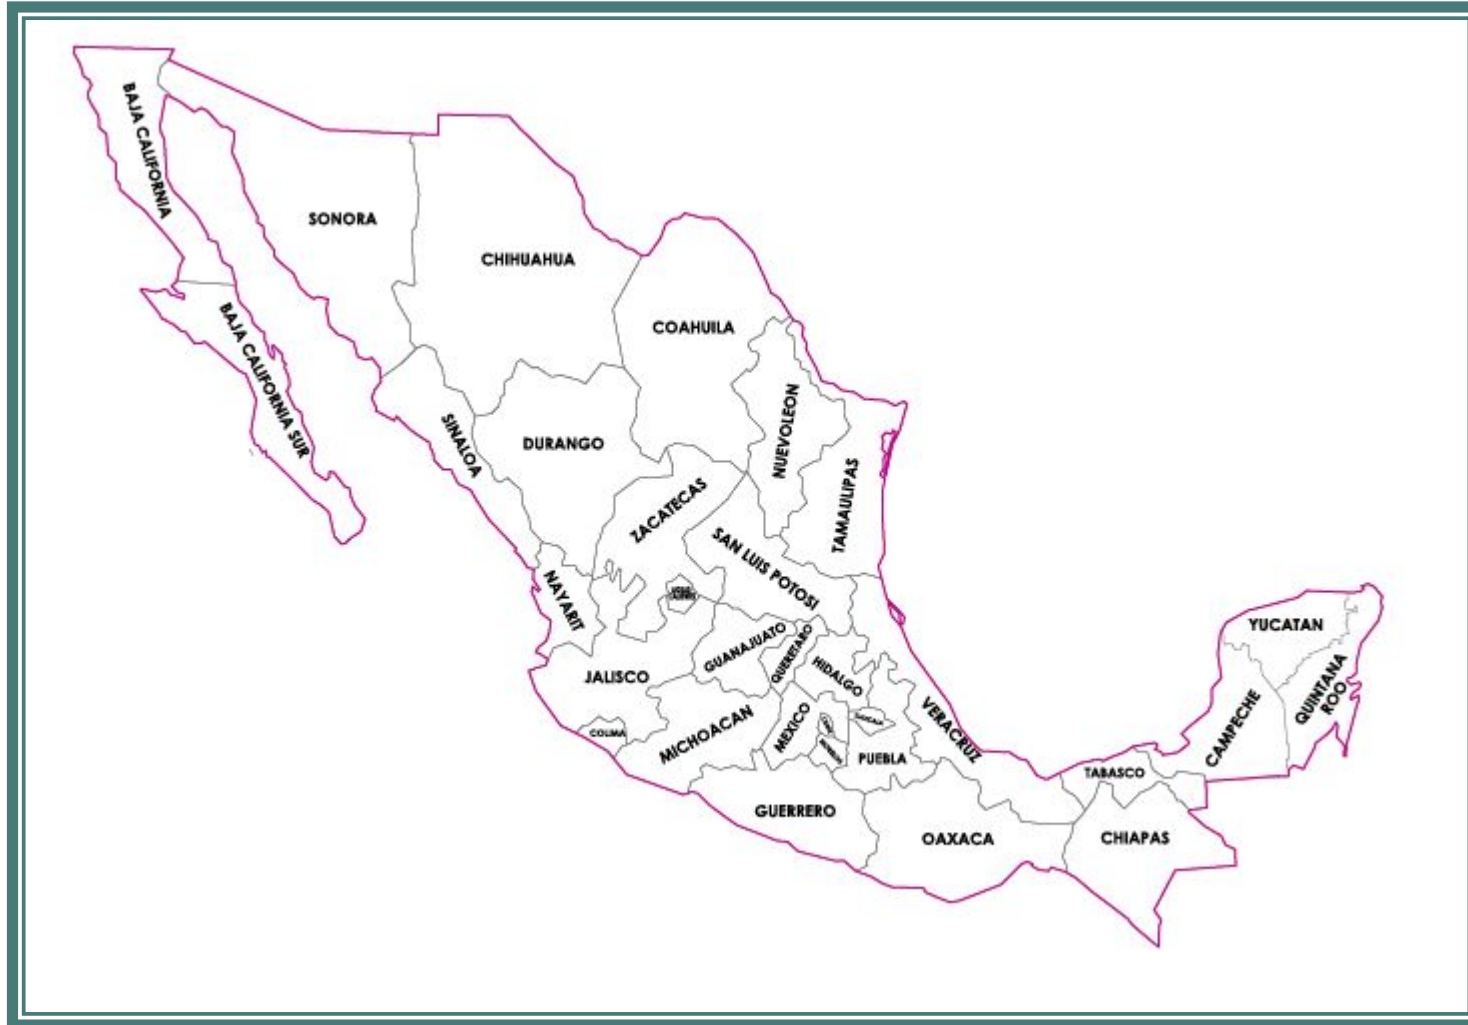 BAJA CALIFORNIA
SONORA
CHIHUAHUA
COAHUILA
BAJA CALIFORNIA SUR
SINALOA
DURANGO
NUEVOLEON
TAMAULIPAS
ZACATECAS
SAN LUIS POTOSI
NAYARIT
JALISCO
GUANAJUATO
QUERETARO
HIDALGO
COLIMA
MICHOACAN
MEXICO
TLAXCALA
PUEBLA
VERACRUZ
GUERRERO
OAXACA
TABASCO
CHIAPAS
YUCATAN
CAMPECHE
QUINTANA
ROO